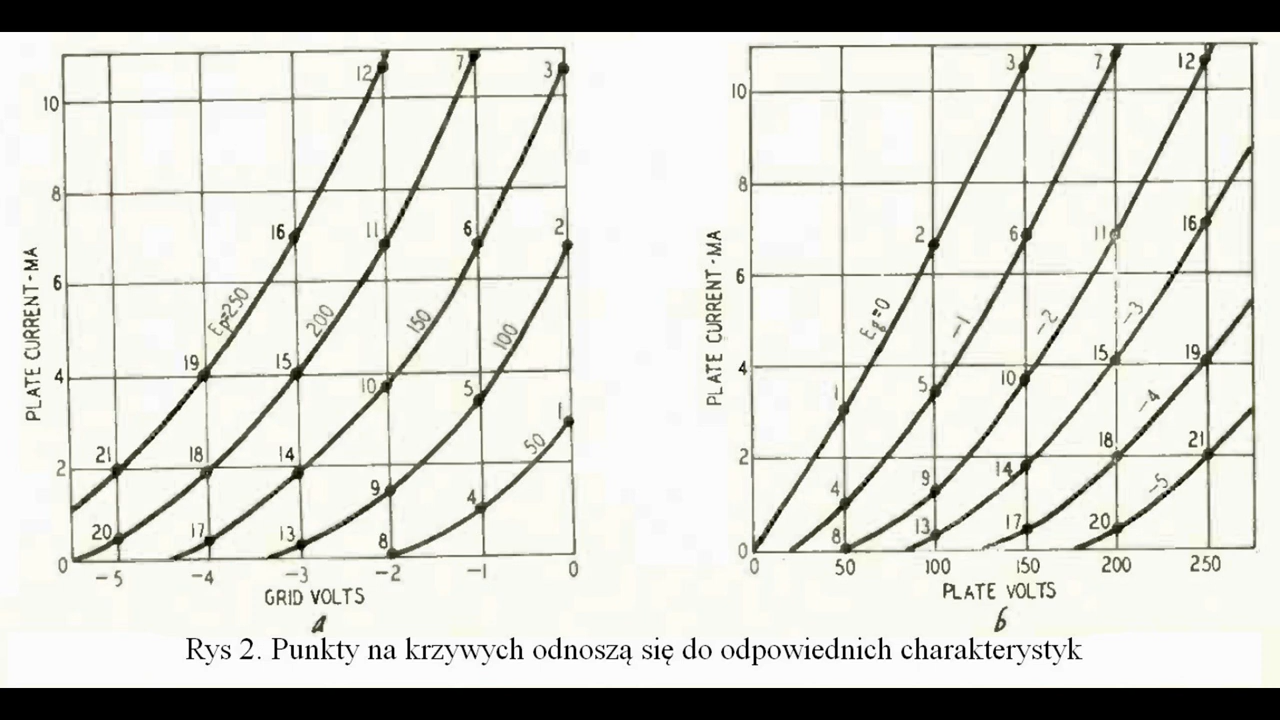 12 7 3
10
8
16 11 6 2
6
Ep=250 200 150 100
19 15 10 5 1
4
50
21 18 14 9 4
2
20 17 13 8
0 -5 -4 -3 -2 -1 0
GRID VOLTS
PLATE CURRENT-MA
a
3 7 12
10
8
2 6 11 16
6
Eg=0 -1 -2 -3
1 5 10 15 19
4
-4
4 9 14 18 21
2
-5
8 13 17 20
0
0 50 100 150 200 250
PLATE VOLTS
PLATE CURRENT-MA
b
Rys 2. Punkty na krzywych odnoszą się do odpowiednich charakterystyk